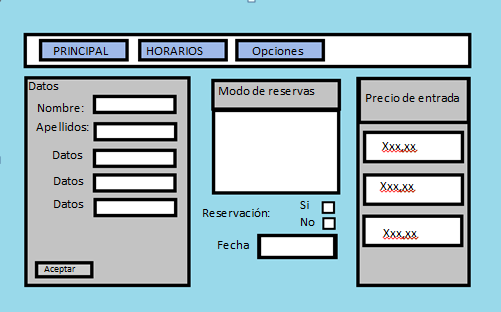 PRINCIPAL
HORARIOS
Opciones
Datos
Nombre:
Apellidos:
Datos
Datos
Datos
Aceptar
Modo de reservas
Reservación:
Si
No
Fecha
Precio de entrada
Xxx,xx
Xxx,xx
Xxx,xx